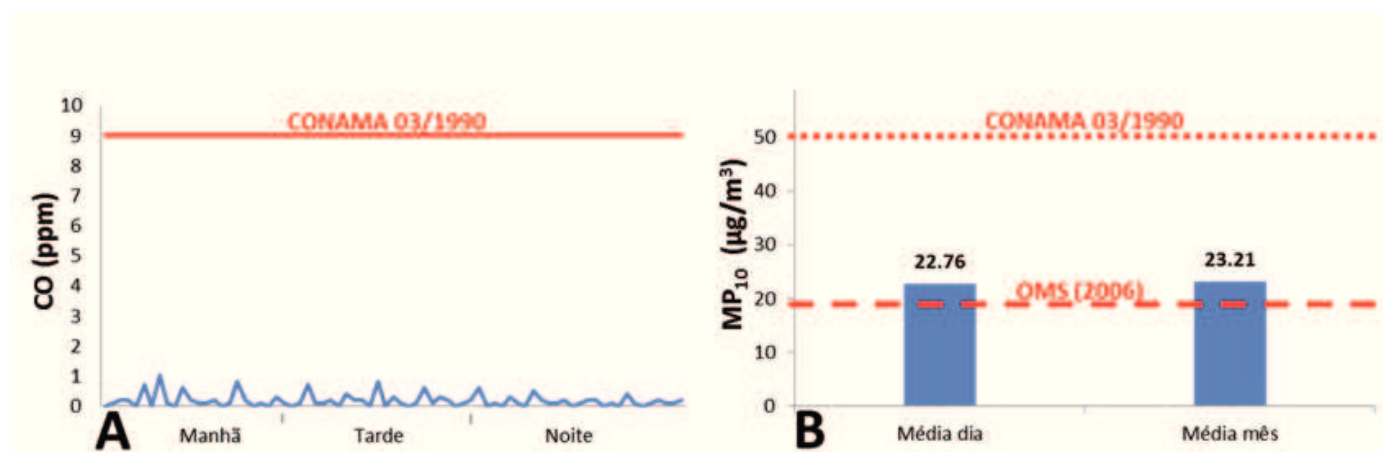 CO (ppm)
10
9
8
7
6
5
4
3
2
1
0
CONAMA 03/1990
Manhã Tarde Noite
A
MP10 (µg/m³)
50
40
30
20
10
0
CONAMA 03/1990
22.76
23.21
OMS (2006)
Média dia Média mês
B